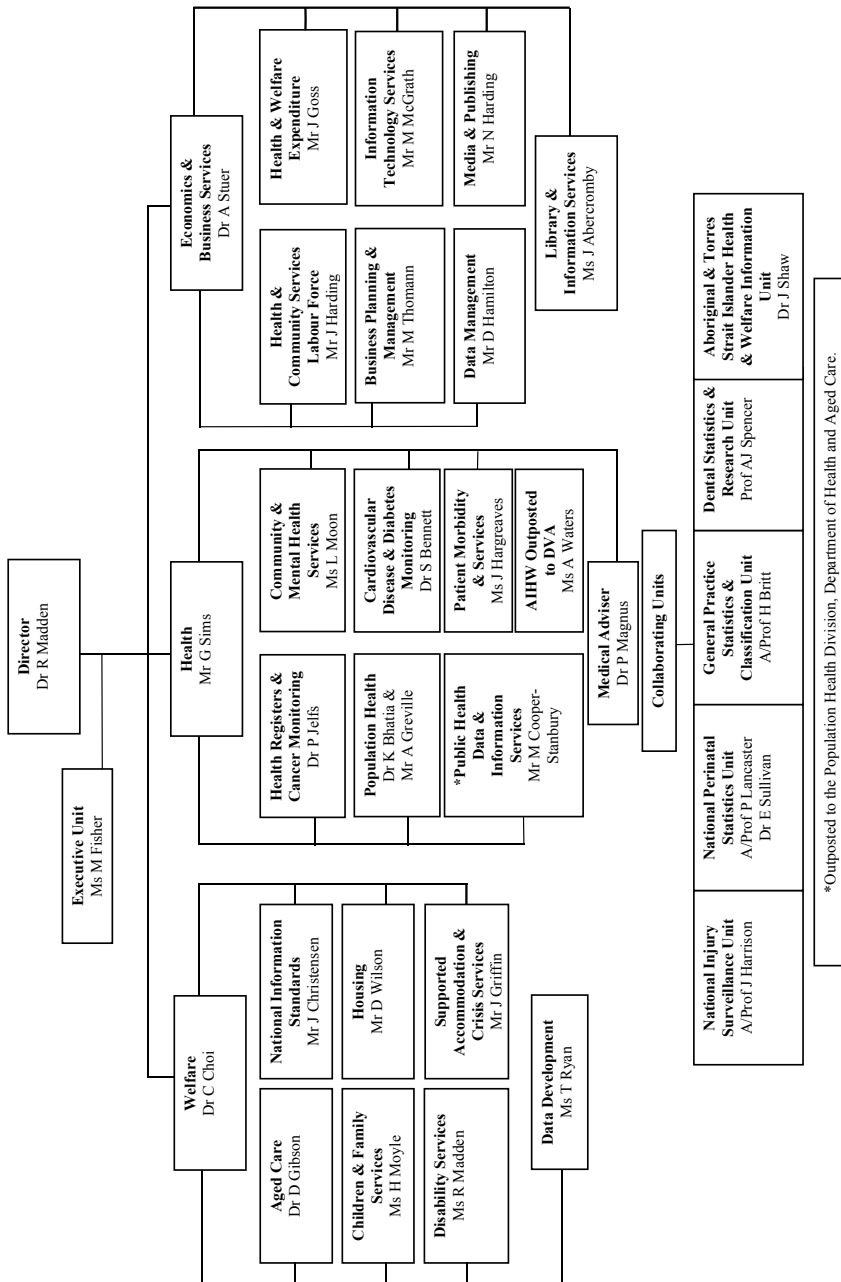 Director
Dr R Madden
Executive Unit
Ms M Fisher
Welfare
Dr C Choi
Aged Care
Dr D Gibson
National Information
Standards
Mr J Christensen
Children & Family
Services
Ms H Moyle
Housing
Mr D Wilson
Disability Services
Ms R Madden
Supported
Accommodation &
Crisis Services
Mr J Griffin
Data Development
Ms T Ryan
Health
Mr G Sims
Health Registers &
Cancer Monitoring
Dr P Jelfs
Community &
Mental Health
Services
Ms L Moon
Population Health
Dr K Bhatia &
Mr A Greville
Cardiovascular
Disease & Diabetes
Monitoring
Dr S Bennett
*Public Health
Data &
Information
Services
Mr M Cooper-
Stanbury
Patient Morbidity
& Services
Ms J Hargreaves
AIHW Outposted
to DVA
Ms A Waters
Medical Adviser
Dr P Magnus
Economics &
Business Services
Dr A Stuer
Health &
Community Services
Labour Force
Mr J Harding
Health & Welfare
Expenditure
Mr J Goss
Business Planning &
Management
Mr M Thomann
Information
Technology Services
Mr M McGrath
Data Management
Mr D Hamilton
Media & Publishing
Mr N Harding
Library &
Information Services
Ms J Abercromby
Collaborating Units
National Injury
Surveillance Unit
A/Prof J Harrison
National Perinatal
Statistics Unit
A/Prof P Lancaster
Dr E Sullivan
General Practice
Statistics &
Classification Unit
A/Prof H Britt
Dental Statistics &
Research Unit
Prof AJ Spencer
Aboriginal & Torres
Strait Islander Health
& Welfare Information
Unit
Dr J Shaw
*Outposted to the Population Health Division, Department of Health and Aged Care.